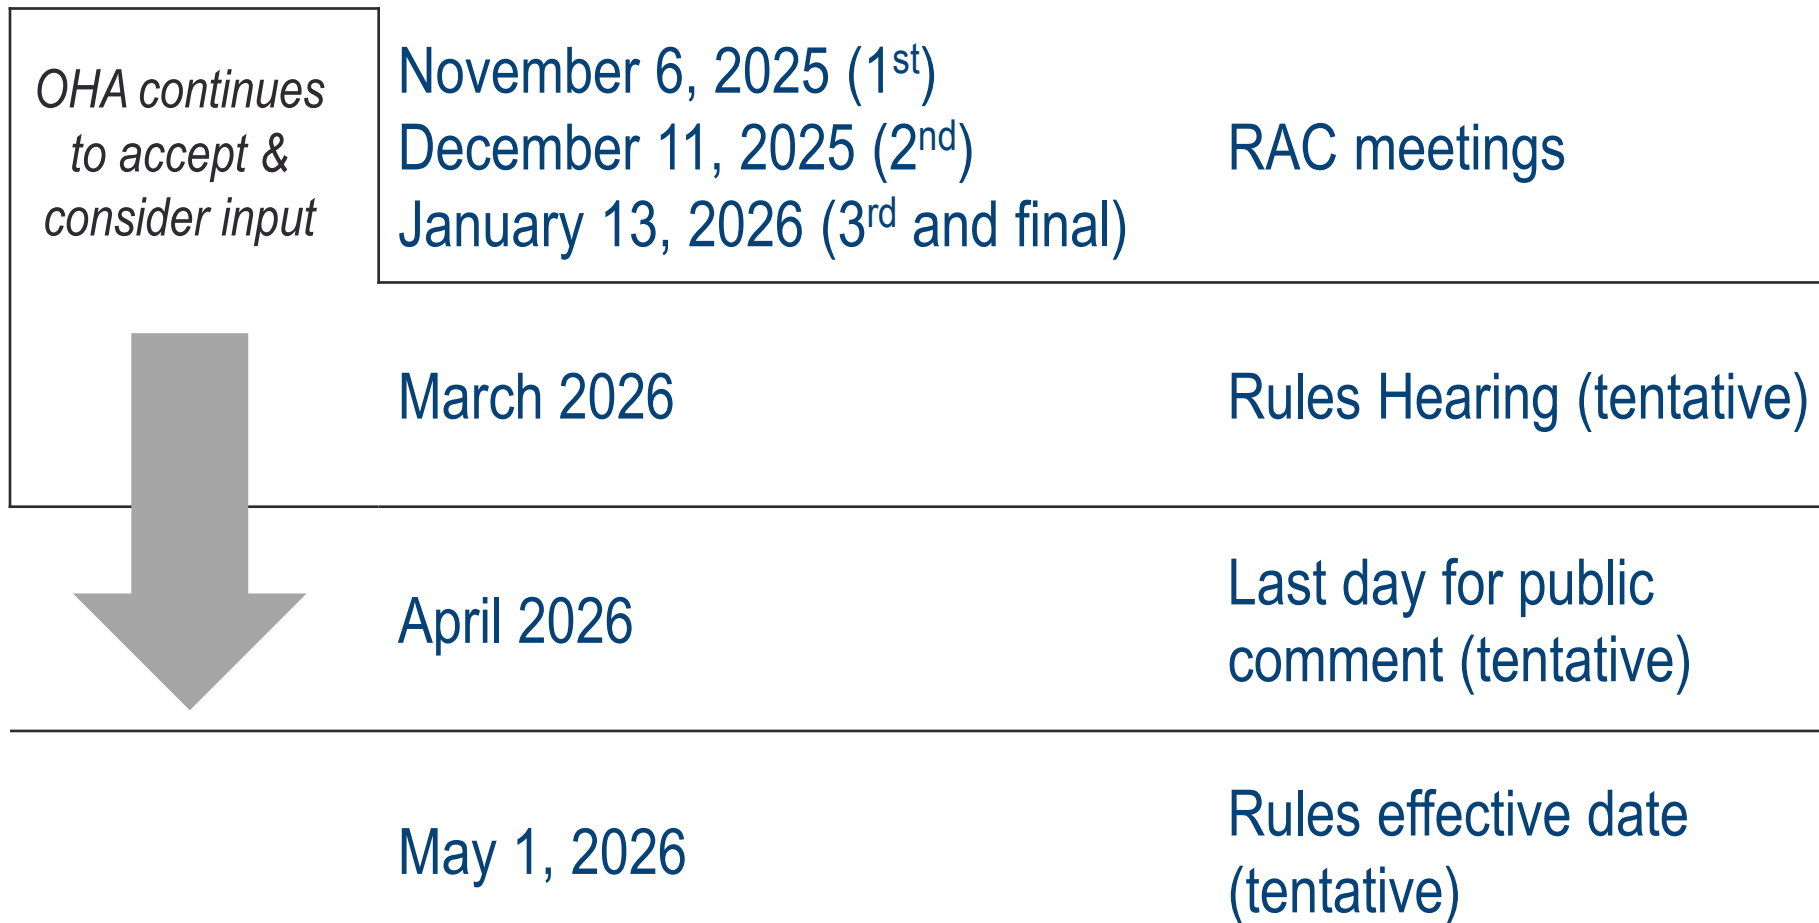 OHA continues
to accept &
consider input
November 6, 2025 (1st)
December 11, 2025 (2nd)
January 13, 2026 (3rd and final)
RAC meetings
March 2026
Rules Hearing (tentative)
April 2026
Last day for public
comment (tentative)
May 1, 2026
Rules effective date
(tentative)